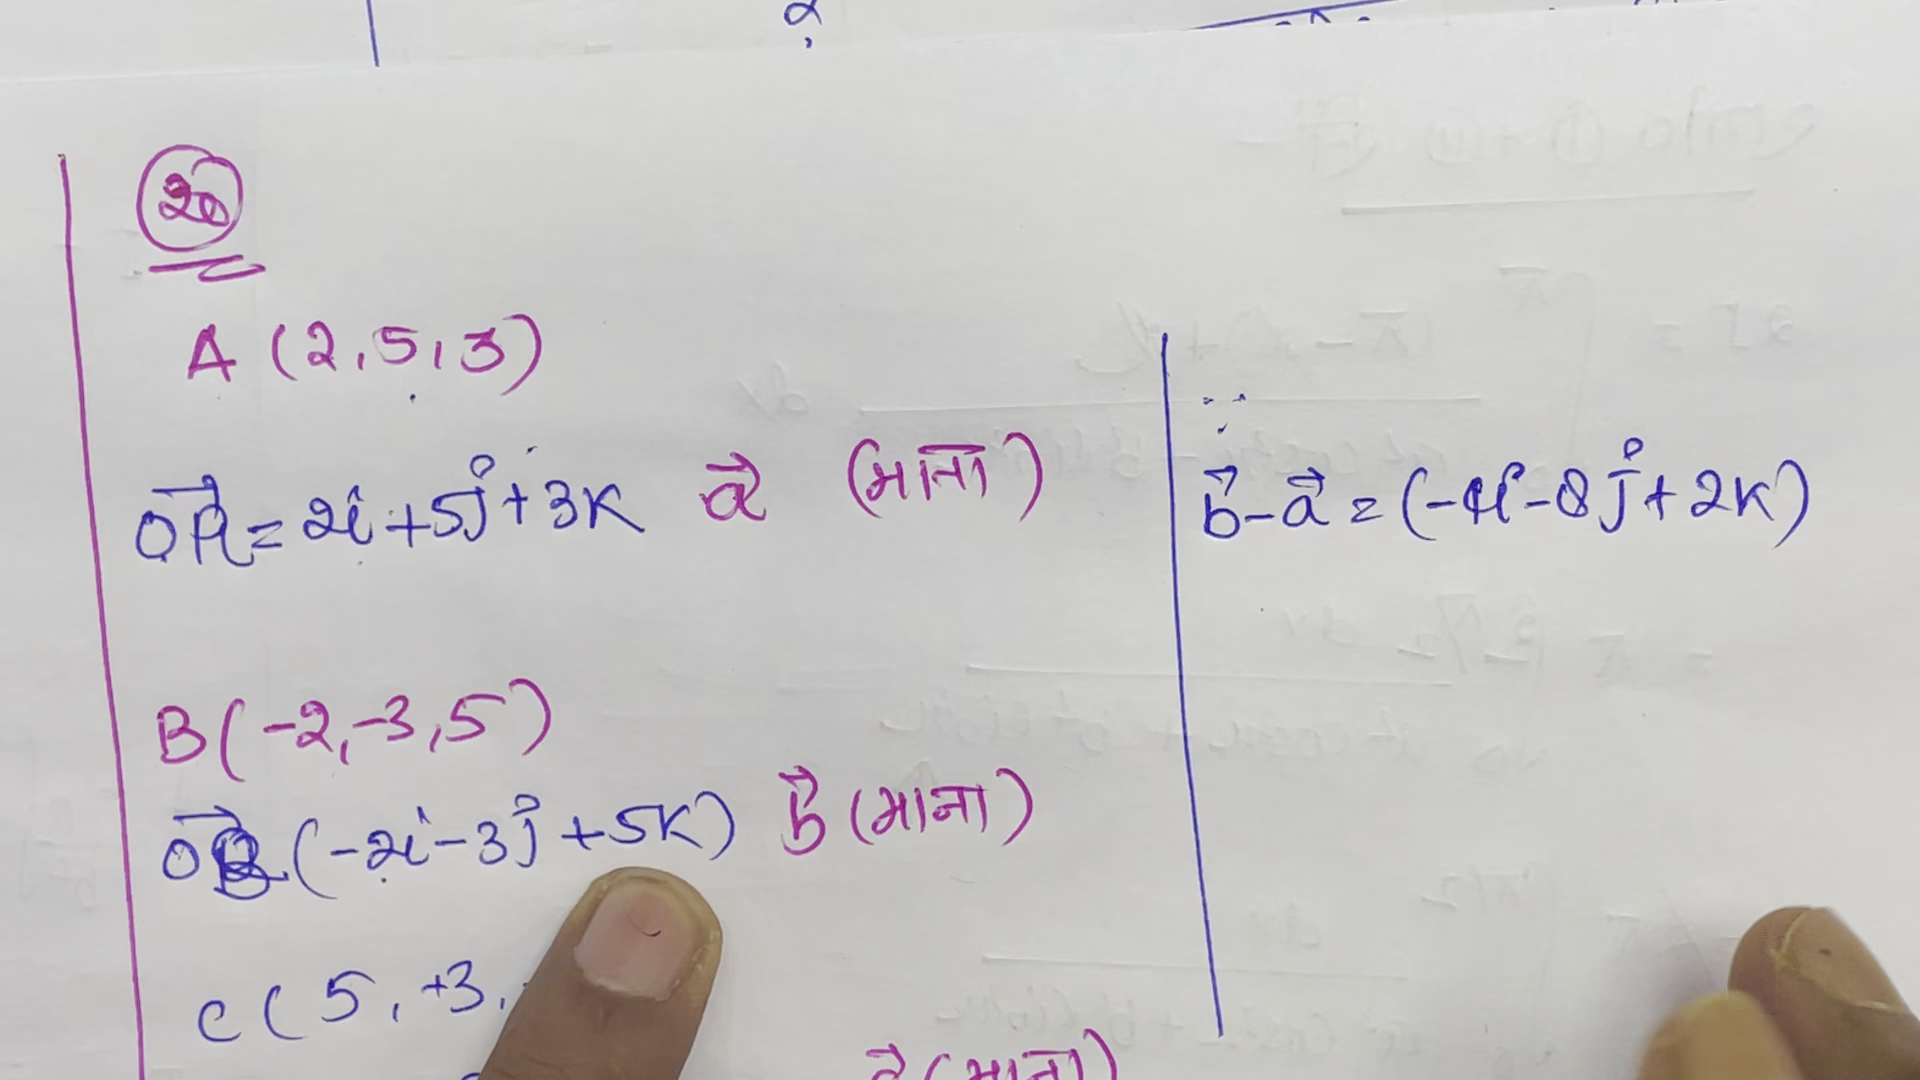 20
A (2,5,3)
OA = 2i + 5j + 3k a (माना)
B(-2,-3,5)
OB (-2i - 3j + 5k) b (माना)
C( 5, +3,
(माना)
b - a = (-4i - 8j + 2k)